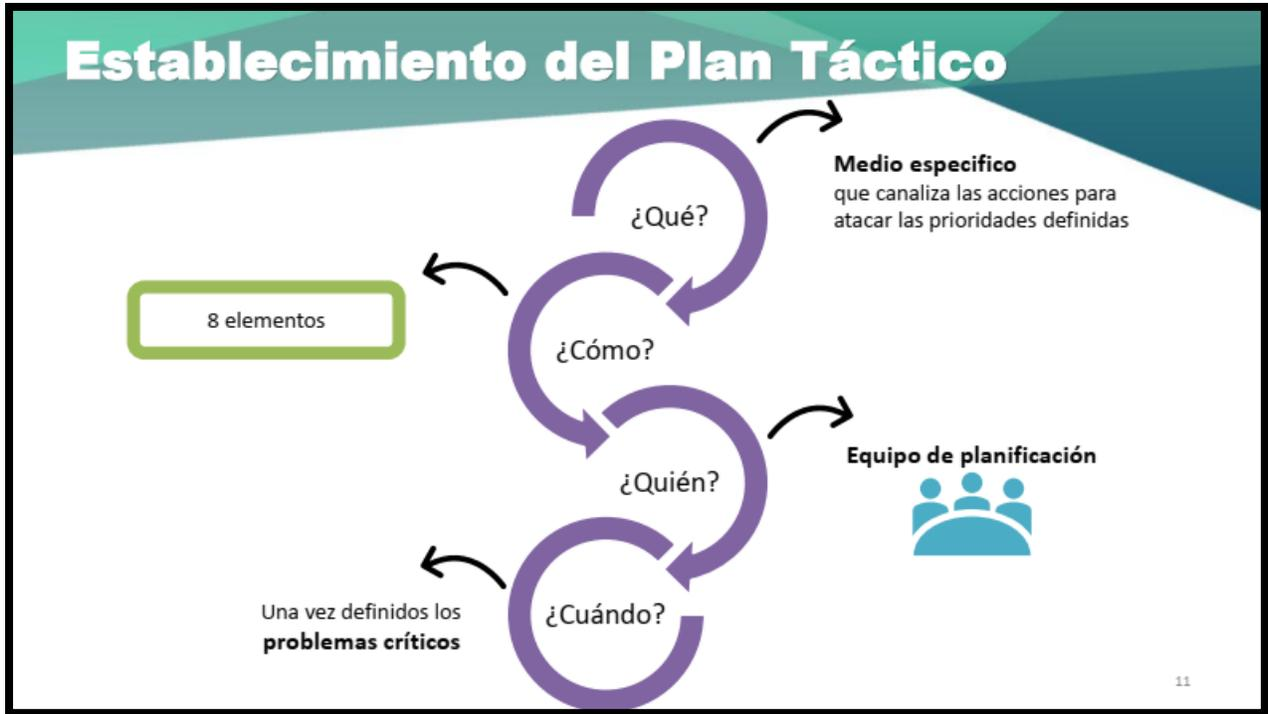 Establecimiento del Plan Táctico
¿Qué?
Medio especifico
que canaliza las acciones para
atacar las prioridades definidas
8 elementos
¿Cómo?
¿Quién?
Equipo de planificación
¿Cuándo?
Una vez definidos los
problemas críticos
11